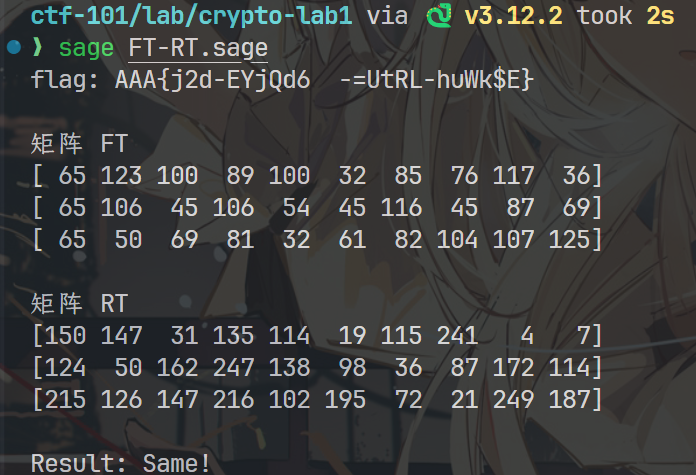 ctf-101/lab/crypto-lab1 via v3.12.2 took 2s
❯ sage FT-RT.sage
flag: AAA{j2d-EYjQd6  -=UtRL-huWk$E}
矩阵 FT
[ 65 123 100  89 100  32  85  76 117  36]
[ 65 106  45 106  54  45 116  45  87  69]
[ 65  50  69  81  32  61  82 104 107 125]
矩阵 RT
[150 147  31 135 114  19 115 241   4   7]
[124  50 162 247 138  98  36  87 172 114]
[215 126 147 216 102 195  72  21 249 187]
Result: Same!